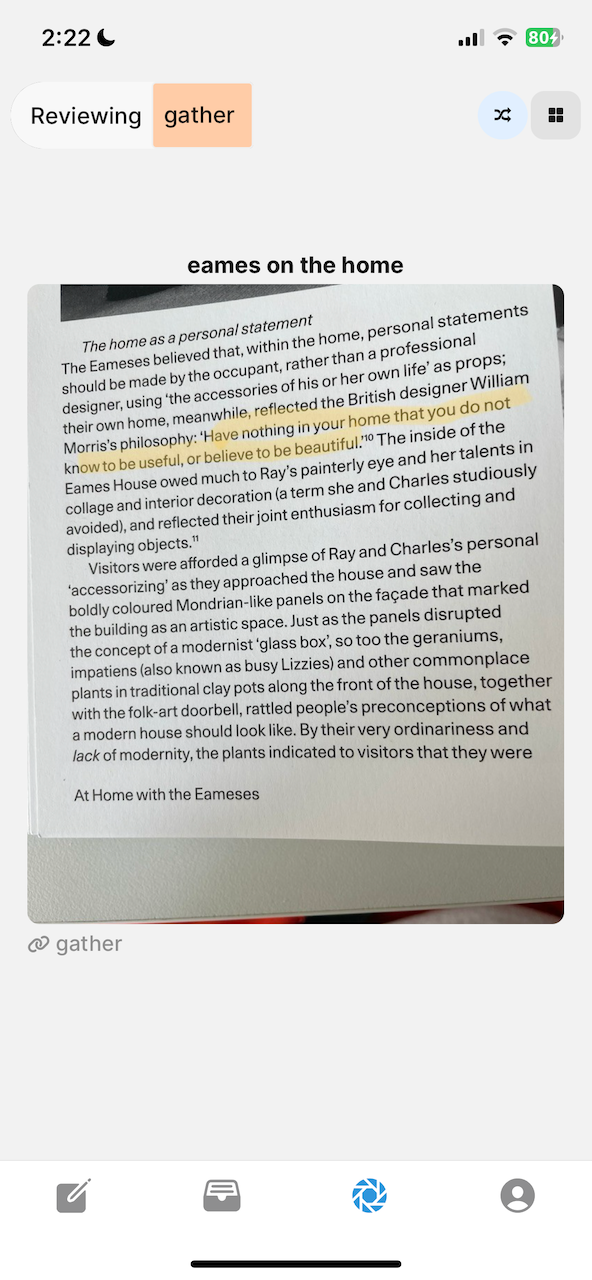 2:22
80
Reviewing gather
eames on the home
The home as a personal statement
The Eameses believed that, within the home, personal statements
should be made by the occupant, rather than a professional
designer, using ‘the accessories of his or her own life’ as props;
their own home, meanwhile, reflected the British designer William
Morris’s philosophy: ‘Have nothing in your home that you do not
know to be useful, or believe to be beautiful.’¹⁰ The inside of the
Eames House owed much to Ray’s painterly eye and her talents in
collage and interior decoration (a term she and Charles studiously
avoided), and reflected their joint enthusiasm for collecting and
displaying objects.¹¹
Visitors were afforded a glimpse of Ray and Charles’s personal
‘accessorizing’ as they approached the house and saw the
boldly coloured Mondrian-like panels on the façade that marked
the building as an artistic space. Just as the panels disrupted
the concept of a modernist ‘glass box’, so too the geraniums,
impatiens (also known as busy Lizzies) and other commonplace
plants in traditional clay pots along the front of the house, together
with the folk-art doorbell, rattled people’s preconceptions of what
a modern house should look like. By their very ordinariness and
lack of modernity, the plants indicated to visitors that they were
At Home with the Eameses
gather